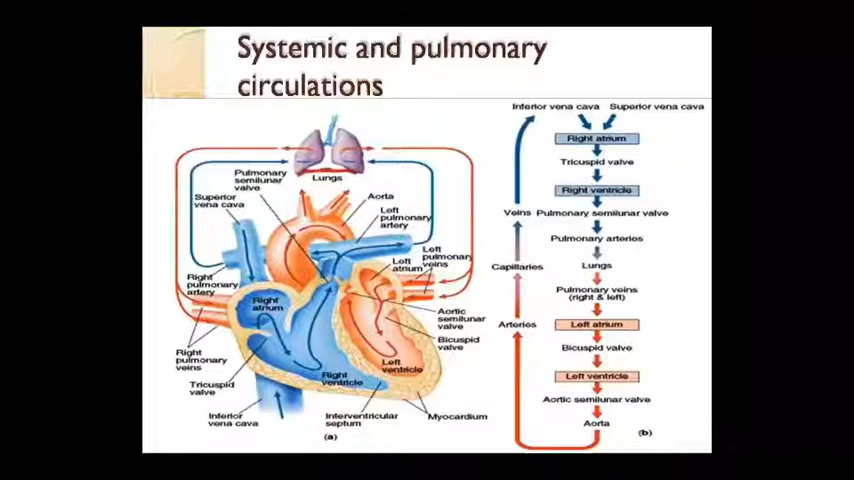 Systemic and pulmonary
circulations
Pulmonary
semilunar
valve
Lungs
Superior
vena cava
Aorta
Left
pulmonary
artery
Left
pulmonary
veins
Left
atrium
Right
pulmonary
artery
Right
atrium
Aortic
semilunar
valve
Bicuspid
valve
Right
pulmonary
veins
Left
ventricle
Right
ventricle
Tricuspid
valve
Inferior
vena cava
Interventricular
septum
Myocardium
(a)
Inferior vena cava
Superior vena cava
Right atrium
Tricuspid valve
Right ventricle
Veins
Pulmonary semilunar valve
Pulmonary arteries
Capillaries
Lungs
Pulmonary veins
(right & left)
Arteries
Left atrium
Bicuspid valve
Left ventricle
Aortic semilunar valve
Aorta
(b)